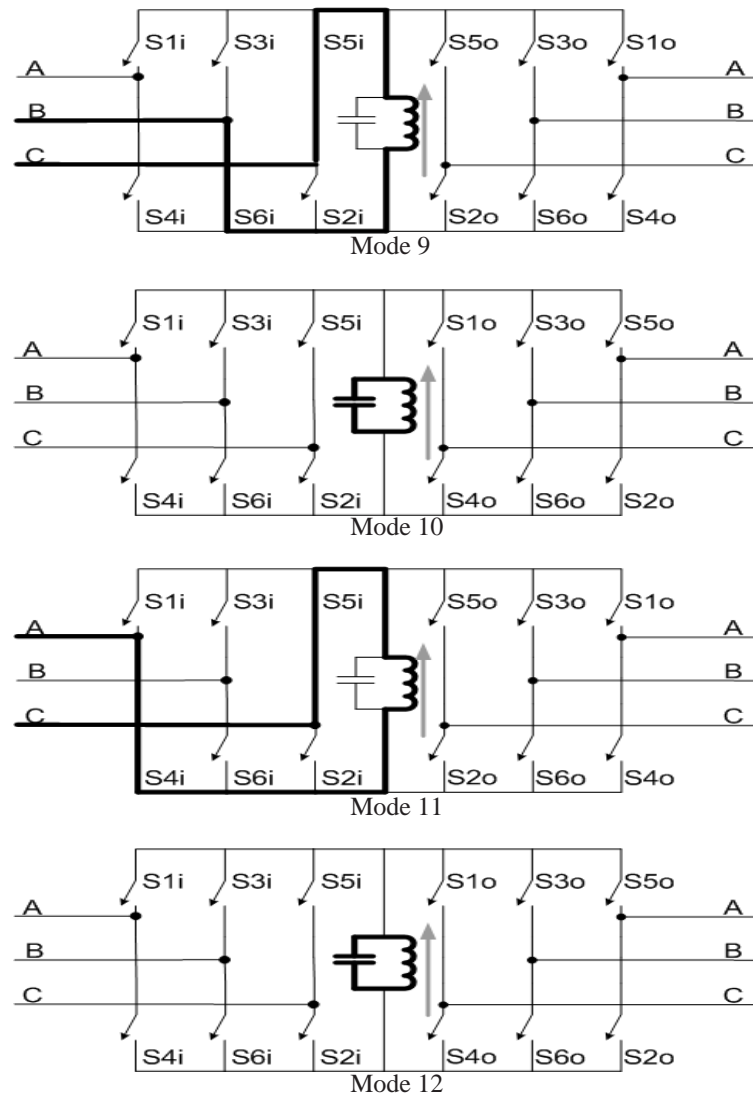 S1i S3i S5i S5o S3o S1o
A A
B B
C C
S4i S6i S2i S2o S6o S4o
Mode 9
S1i S3i S5i S1o S3o S5o
A A
B B
C C
S4i S6i S2i S4o S6o S2o
Mode 10
S1i S3i S5i S5o S3o S1o
A A
B B
C C
S4i S6i S2i S2o S6o S4o
Mode 11
S1i S3i S5i S1o S3o S5o
A A
B B
C C
S4i S6i S2i S4o S6o S2o
Mode 12